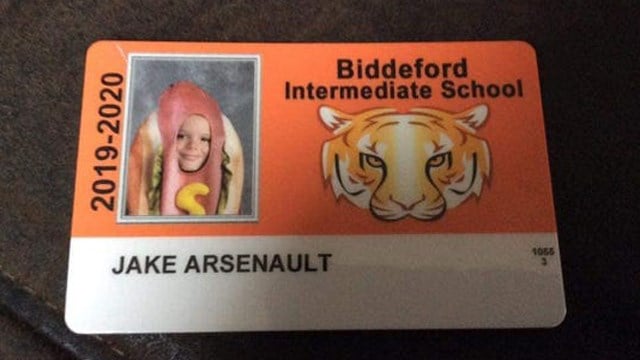 2019-2020
Biddeford
Intermediate School
JAKE ARSENAULT
1055
3